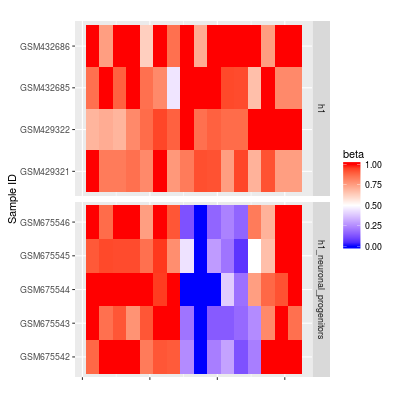 GSM432686
GSM432685
GSM429322
GSM429321
h1
Sample ID
GSM675546
GSM675545
GSM675544
GSM675543
GSM675542
h1_neuronal_progenitors
beta
1.00
0.75
0.50
0.25
0.00